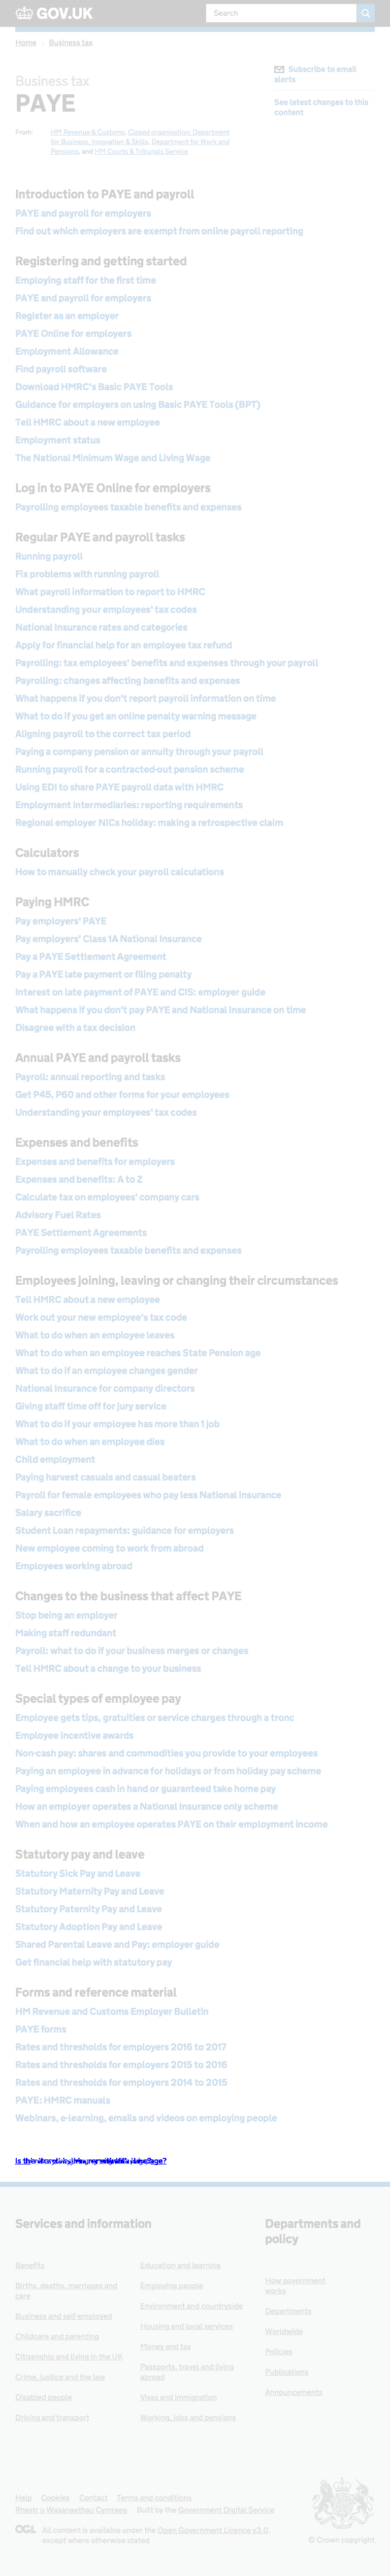 GOV.UK
Search
Home
Business tax
Subscribe to email
alerts
See latest changes to this
content
Business tax
PAYE
From: HM Revenue & Customs, Closed organisation: Department
for Business, Innovation & Skills, Department for Work and
Pensions, and HM Courts & Tribunals Service
Introduction to PAYE and payroll
PAYE and payroll for employers
Find out which employers are exempt from online payroll reporting
Registering and getting started
Employing staff for the first time
PAYE and payroll for employers
Register as an employer
PAYE Online for employers
Employment Allowance
Find payroll software
Download HMRC's Basic PAYE Tools
Guidance for employers on using Basic PAYE Tools (BPT)
Tell HMRC about a new employee
Employment status
The National Minimum Wage and Living Wage
Log in to PAYE Online for employers
Payrolling employees taxable benefits and expenses
Regular PAYE and payroll tasks
Running payroll
Fix problems with running payroll
What payroll information to report to HMRC
Understanding your employees' tax codes
National Insurance rates and categories
Apply for financial help for an employee tax refund
Payrolling: tax employees' benefits and expenses through your payroll
Payrolling: changes affecting benefits and expenses
What happens if you don't report payroll information on time
What to do if you get an online penalty warning message
Aligning payroll to the correct tax period
Paying a company pension or annuity through your payroll
Running payroll for a contracted-out pension scheme
Using EDI to share PAYE payroll data with HMRC
Employment intermediaries: reporting requirements
Regional employer NICs holiday: making a retrospective claim
Calculators
How to manually check your payroll calculations
Paying HMRC
Pay employers' PAYE
Pay employers' Class 1A National Insurance
Pay a PAYE Settlement Agreement
Pay a PAYE late payment or filing penalty
Interest on late payment of PAYE and CIS: employer guide
What happens if you don't pay PAYE and National Insurance on time
Disagree with a tax decision
Annual PAYE and payroll tasks
Payroll: annual reporting and tasks
Get P45, P60 and other forms for your employees
Understanding your employees' tax codes
Expenses and benefits
Expenses and benefits for employers
Expenses and benefits: A to Z
Calculate tax on employees' company cars
Advisory Fuel Rates
PAYE Settlement Agreements
Payrolling employees taxable benefits and expenses
Employees joining, leaving or changing their circumstances
Tell HMRC about a new employee
Work out your new employee's tax code
What to do when an employee leaves
What to do when an employee reaches State Pension age
What to do if an employee changes gender
National Insurance for company directors
Giving staff time off for jury service
What to do if your employee has more than 1 job
What to do when an employee dies
Child employment
Paying harvest casuals and casual beaters
Payroll for female employees who pay less National Insurance
Salary sacrifice
Student Loan repayments: guidance for employers
New employee coming to work from abroad
Employees working abroad
Changes to the business that affect PAYE
Stop being an employer
Making staff redundant
Payroll: what to do if your business merges or changes
Tell HMRC about a change to your business
Special types of employee pay
Employee gets tips, gratuities or service charges through a tronc
Employee incentive awards
Non-cash pay: shares and commodities you provide to your employees
Paying an employee in advance for holidays or from holiday pay scheme
Paying employees cash in hand or guaranteed take home pay
How an employer operates a National Insurance only scheme
When and how an employee operates PAYE on their employment income
Statutory pay and leave
Statutory Sick Pay and Leave
Statutory Maternity Pay and Leave
Statutory Paternity Pay and Leave
Statutory Adoption Pay and Leave
Shared Parental Leave and Pay: employer guide
Get financial help with statutory pay
Forms and reference material
HM Revenue and Customs Employer Bulletin
PAYE forms
Rates and thresholds for employers 2016 to 2017
Rates and thresholds for employers 2015 to 2016
Rates and thresholds for employers 2014 to 2015
PAYE: HMRC manuals
Webinars, e-learning, emails and videos on employing people
Services and information
Departments and
policy
Benefits
Births, deaths, marriages and
care
Business and self-employed
Childcare and parenting
Citizenship and living in the UK
Crime, justice and the law
Disabled people
Driving and transport
Education and learning
Employing people
Environment and countryside
Housing and local services
Money and tax
Passports, travel and living
abroad
Visas and immigration
Working, jobs and pensions
How government
works
Departments
Worldwide
Policies
Publications
Announcements
Help Cookies Contact Terms and conditions
Rhestr o Wasanaethau Cymraeg Built by the Government Digital Service
OGL All content is available under the Open Government Licence v3.0,
except where otherwise stated
© Crown copyright